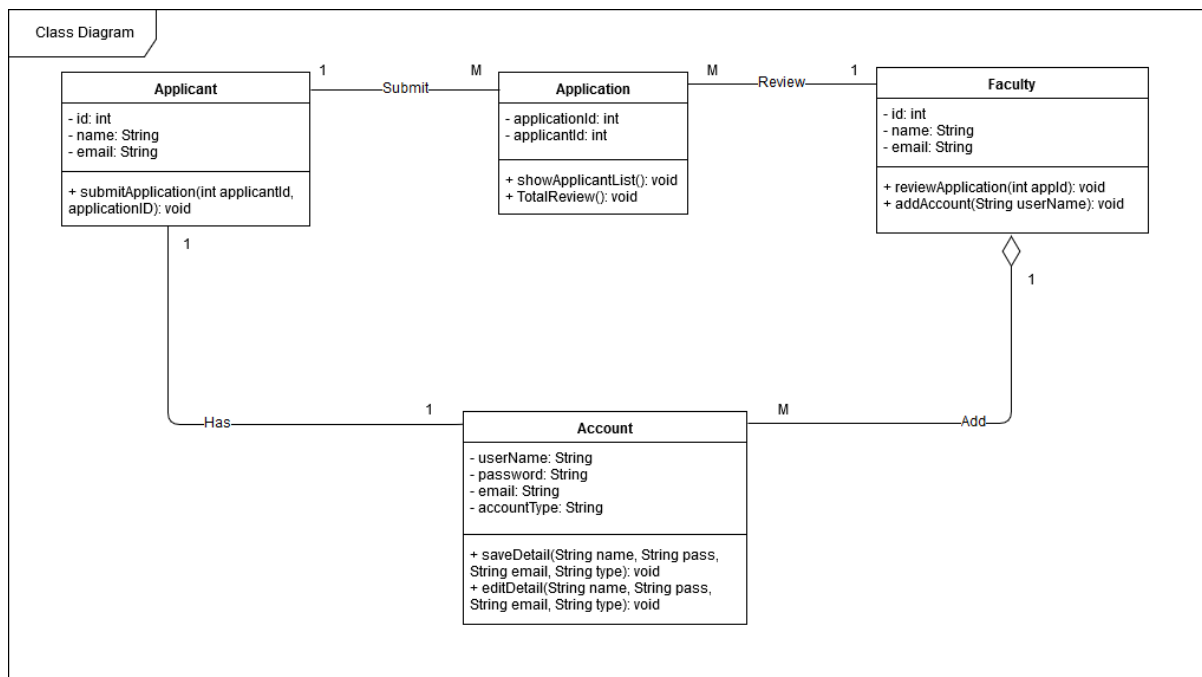 Class Diagram
1
Submit
M
M
Review
1
Applicant
- id: int
- name: String
- email: String
+ submitApplication(int applicantId,
applicationID): void
Application
- applicationId: int
- applicantId: int
+ showApplicantList(): void
+ TotalReview(): void
Faculty
- id: int
- name: String
- email: String
+ reviewApplication(int appId): void
+ addAccount(String userName): void
1
1
Has
1
M
Add
Account
- userName: String
- password: String
- email: String
- accountType: String
+ saveDetail(String name, String pass,
String email, String type): void
+ editDetail(String name, String pass,
String email, String type): void